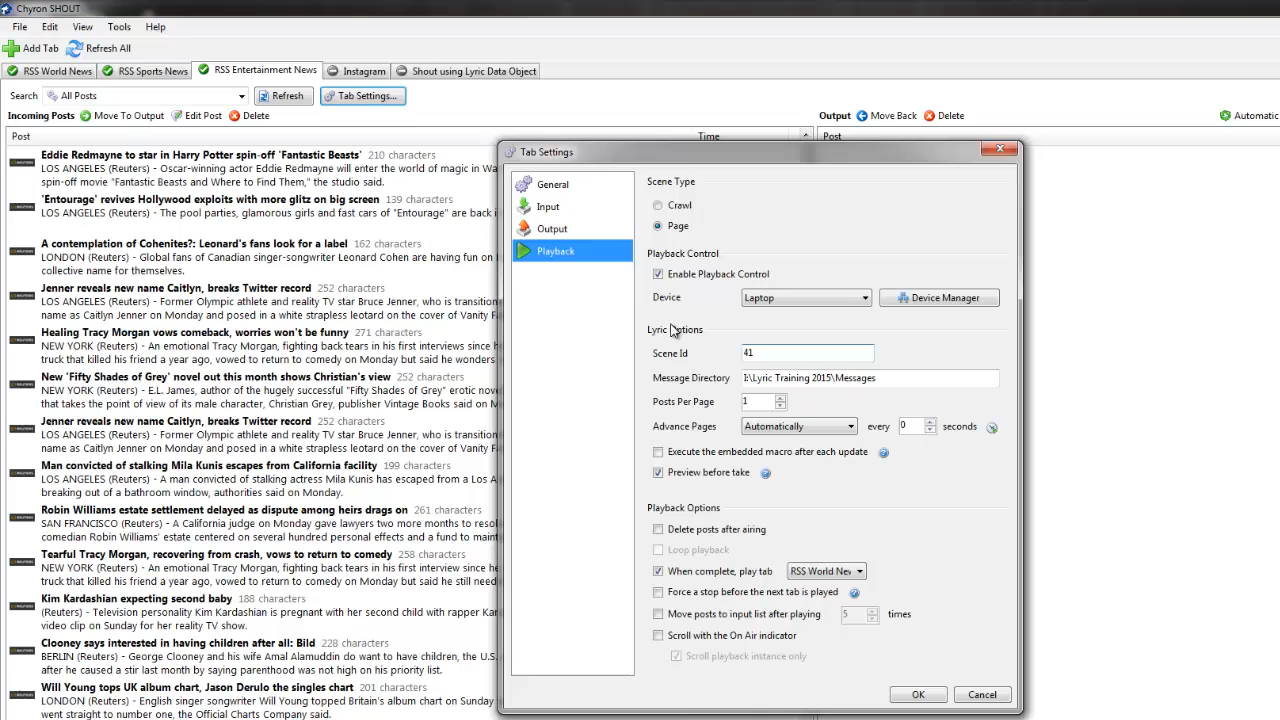 Chyron SHOUT
File Edit View Tools Help
Add Tab Refresh All
RSS World News RSS Sports News RSS Entertainment News Instagram Shout using Lyric Data Object
Search All Posts Refresh Tab Settings...
Incoming Posts Move To Output Edit Post Delete Output Move Back Delete Automatic
Post Time Post
Eddie Redmayne to star in Harry Potter spin-off 'Fantastic Beasts' 210 characters
LOS ANGELES (Reuters) - Oscar-winning actor Eddie Redmayne will enter the world of magic in Wa
spin-off movie "Fantastic Beasts and Where to Find Them," the studio said.
'Entourage' revives Hollywood exploits with more glitz on big screen 139 characters
LOS ANGELES (Reuters) - The pool parties, glamorous girls and fast cars of "Entourage" are back i
A contemplation of Cohenites?: Leonard's fans look for a label 162 characters
LONDON (Reuters) - Global fans of Canadian singer-songwriter Leonard Cohen are having fun on
collective name for themselves.
Jenner reveals new name Caitlyn, breaks Twitter record 252 characters
LOS ANGELES (Reuters) - Former Olympic athlete and reality TV star Bruce Jenner, who is transitio
name as Caitlyn Jenner on Monday and posed in a white strapless leotard on the cover of Vanity Fa
Healing Tracy Morgan vows comeback, worries won't be funny 271 characters
NEW YORK (Reuters) - An emotional Tracy Morgan, fighting back tears in his first interviews since h
that killed his friend a year ago, vowed to return to comedy on Monday but said he wonders
New 'Fifty Shades of Grey' novel out this month shows Christian's view 252 characters
NEW YORK (Reuters) - E.L. James, author of the hugely successful "Fifty Shades of Grey" erotic nove
that takes the point of view of its male character, Christian Grey, publisher Vintage Books said on M
Jenner reveals new name Caitlyn, breaks Twitter record 252 characters
LOS ANGELES (Reuters) - Former Olympic athlete and reality TV star Bruce Jenner, who is transitio
name as Caitlyn Jenner on Monday and posed in a white strapless leotard on the cover of Vanity
Man convicted of stalking Mila Kunis escapes from California facility 199 characters
LOS ANGELES (Reuters) - A man convicted of stalking actress Mila Kunis has escaped from a Los A
breaking out of a bathroom window, authorities said on Monday.
Robin Williams estate settlement delayed as dispute among heirs drags on 261 characters
SAN FRANCISCO (Reuters) - A California judge on Monday gave lawyers two more months to resol
comedian Robin Williams' estate centered on several hundred personal effects and a fund to maint
Tearful Tracy Morgan, recovering from crash, vows to return to comedy 258 characters
NEW YORK (Reuters) - An emotional Tracy Morgan, fighting back tears in his first interviews since h
killed his friend a year ago, vowed to return to comedy on Monday but said he still needed
Kim Kardashian expecting second baby 188 characters
(Reuters) - Television personality Kim Kardashian is pregnant with her second child with rapper Kan
video clip on Sunday for her reality TV show.
Clooney says interested in having children after all: Bild 228 characters
BERLIN (Reuters) - George Clooney and his wife Amal Alamuddin do want to have children, the U.S.
after he caused a stir last month by saying parenthood was not high on his priority list.
Will Young tops UK album chart, Jason Derulo the singles chart 201 characters
LONDON (Reuters) - English singer songwriter Will Young topped Britain's album chart on Sunday
went straight to number one, the Official Charts Company said.
Tab Settings
General
Input
Output
Playback
Scene Type
Crawl
Page
Playback Control
Enable Playback Control
Device Laptop Device Manager
Lyric Options
Scene Id 41
Message Directory I:\Lyric Training 2015\Messages
Posts Per Page 1
Advance Pages Automatically every 0 seconds
Execute the embedded macro after each update
Preview before take
Playback Options
Delete posts after airing
Loop playback
When complete, play tab RSS World Nev
Force a stop before the next tab is played
Move posts to input list after playing 5 times
Scroll with the On Air indicator
Scroll playback instance only
OK Cancel